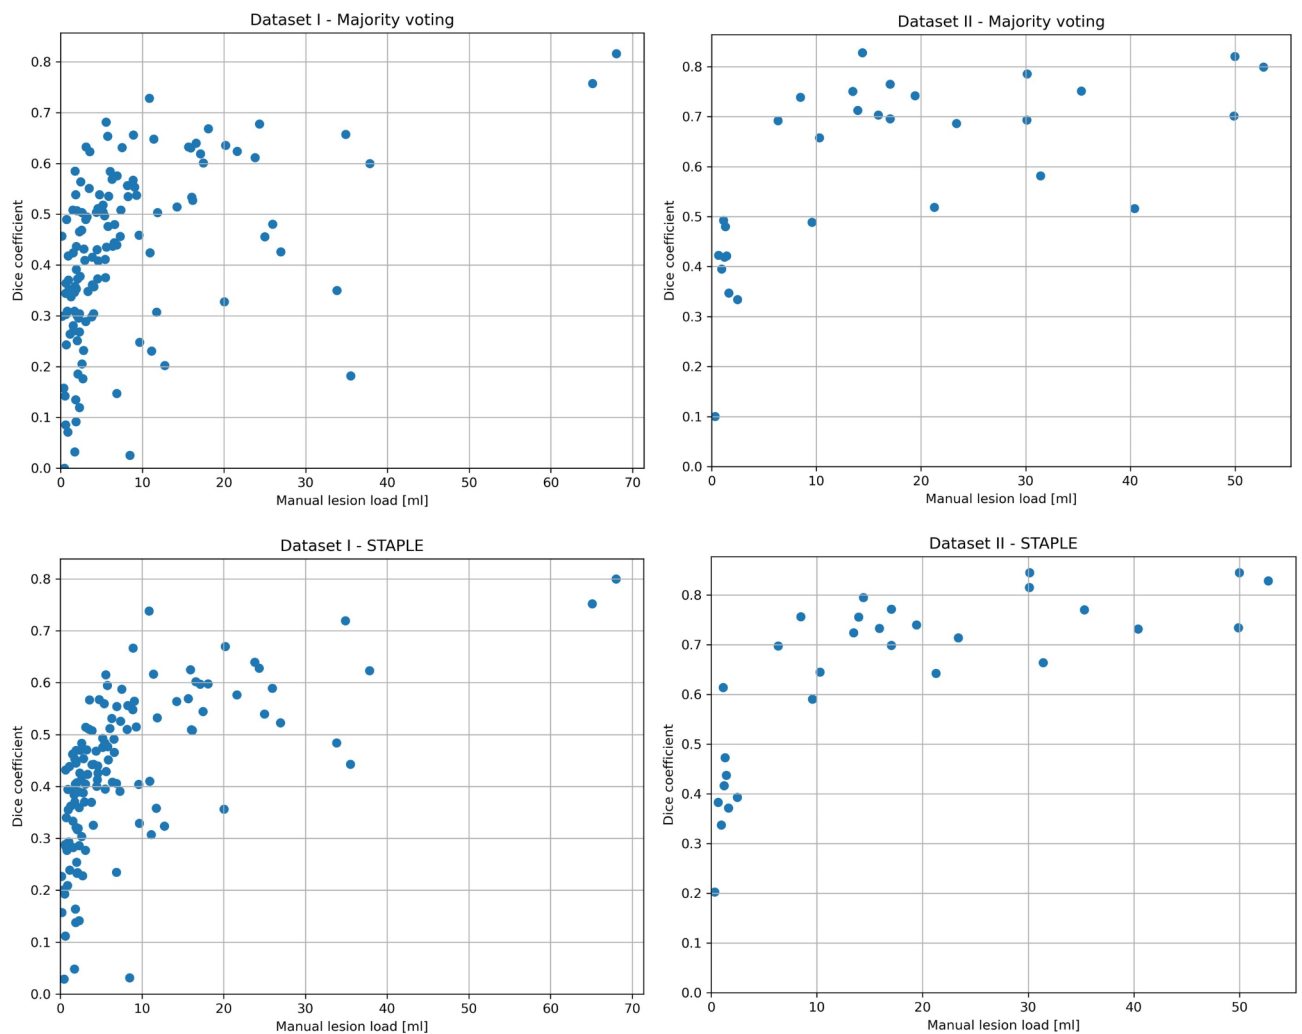 Dataset I - Majority voting
0.8
0.7
0.6
0.5
0.4
0.3
0.2
0.1
0.0
Dice coefficient
0 10 20 30 40 50 60 70
Manual lesion load [ml]
Dataset II - Majority voting
0.8
0.7
0.6
0.5
0.4
0.3
0.2
0.1
0.0
Dice coefficient
0 10 20 30 40 50
Manual lesion load [ml]
Dataset I - STAPLE
0.8
0.7
0.6
0.5
0.4
0.3
0.2
0.1
0.0
Dice coefficient
0 10 20 30 40 50 60 70
Manual lesion load [ml]
Dataset II - STAPLE
0.8
0.7
0.6
0.5
0.4
0.3
0.2
0.1
0.0
Dice coefficient
0 10 20 30 40 50
Manual lesion load [ml]